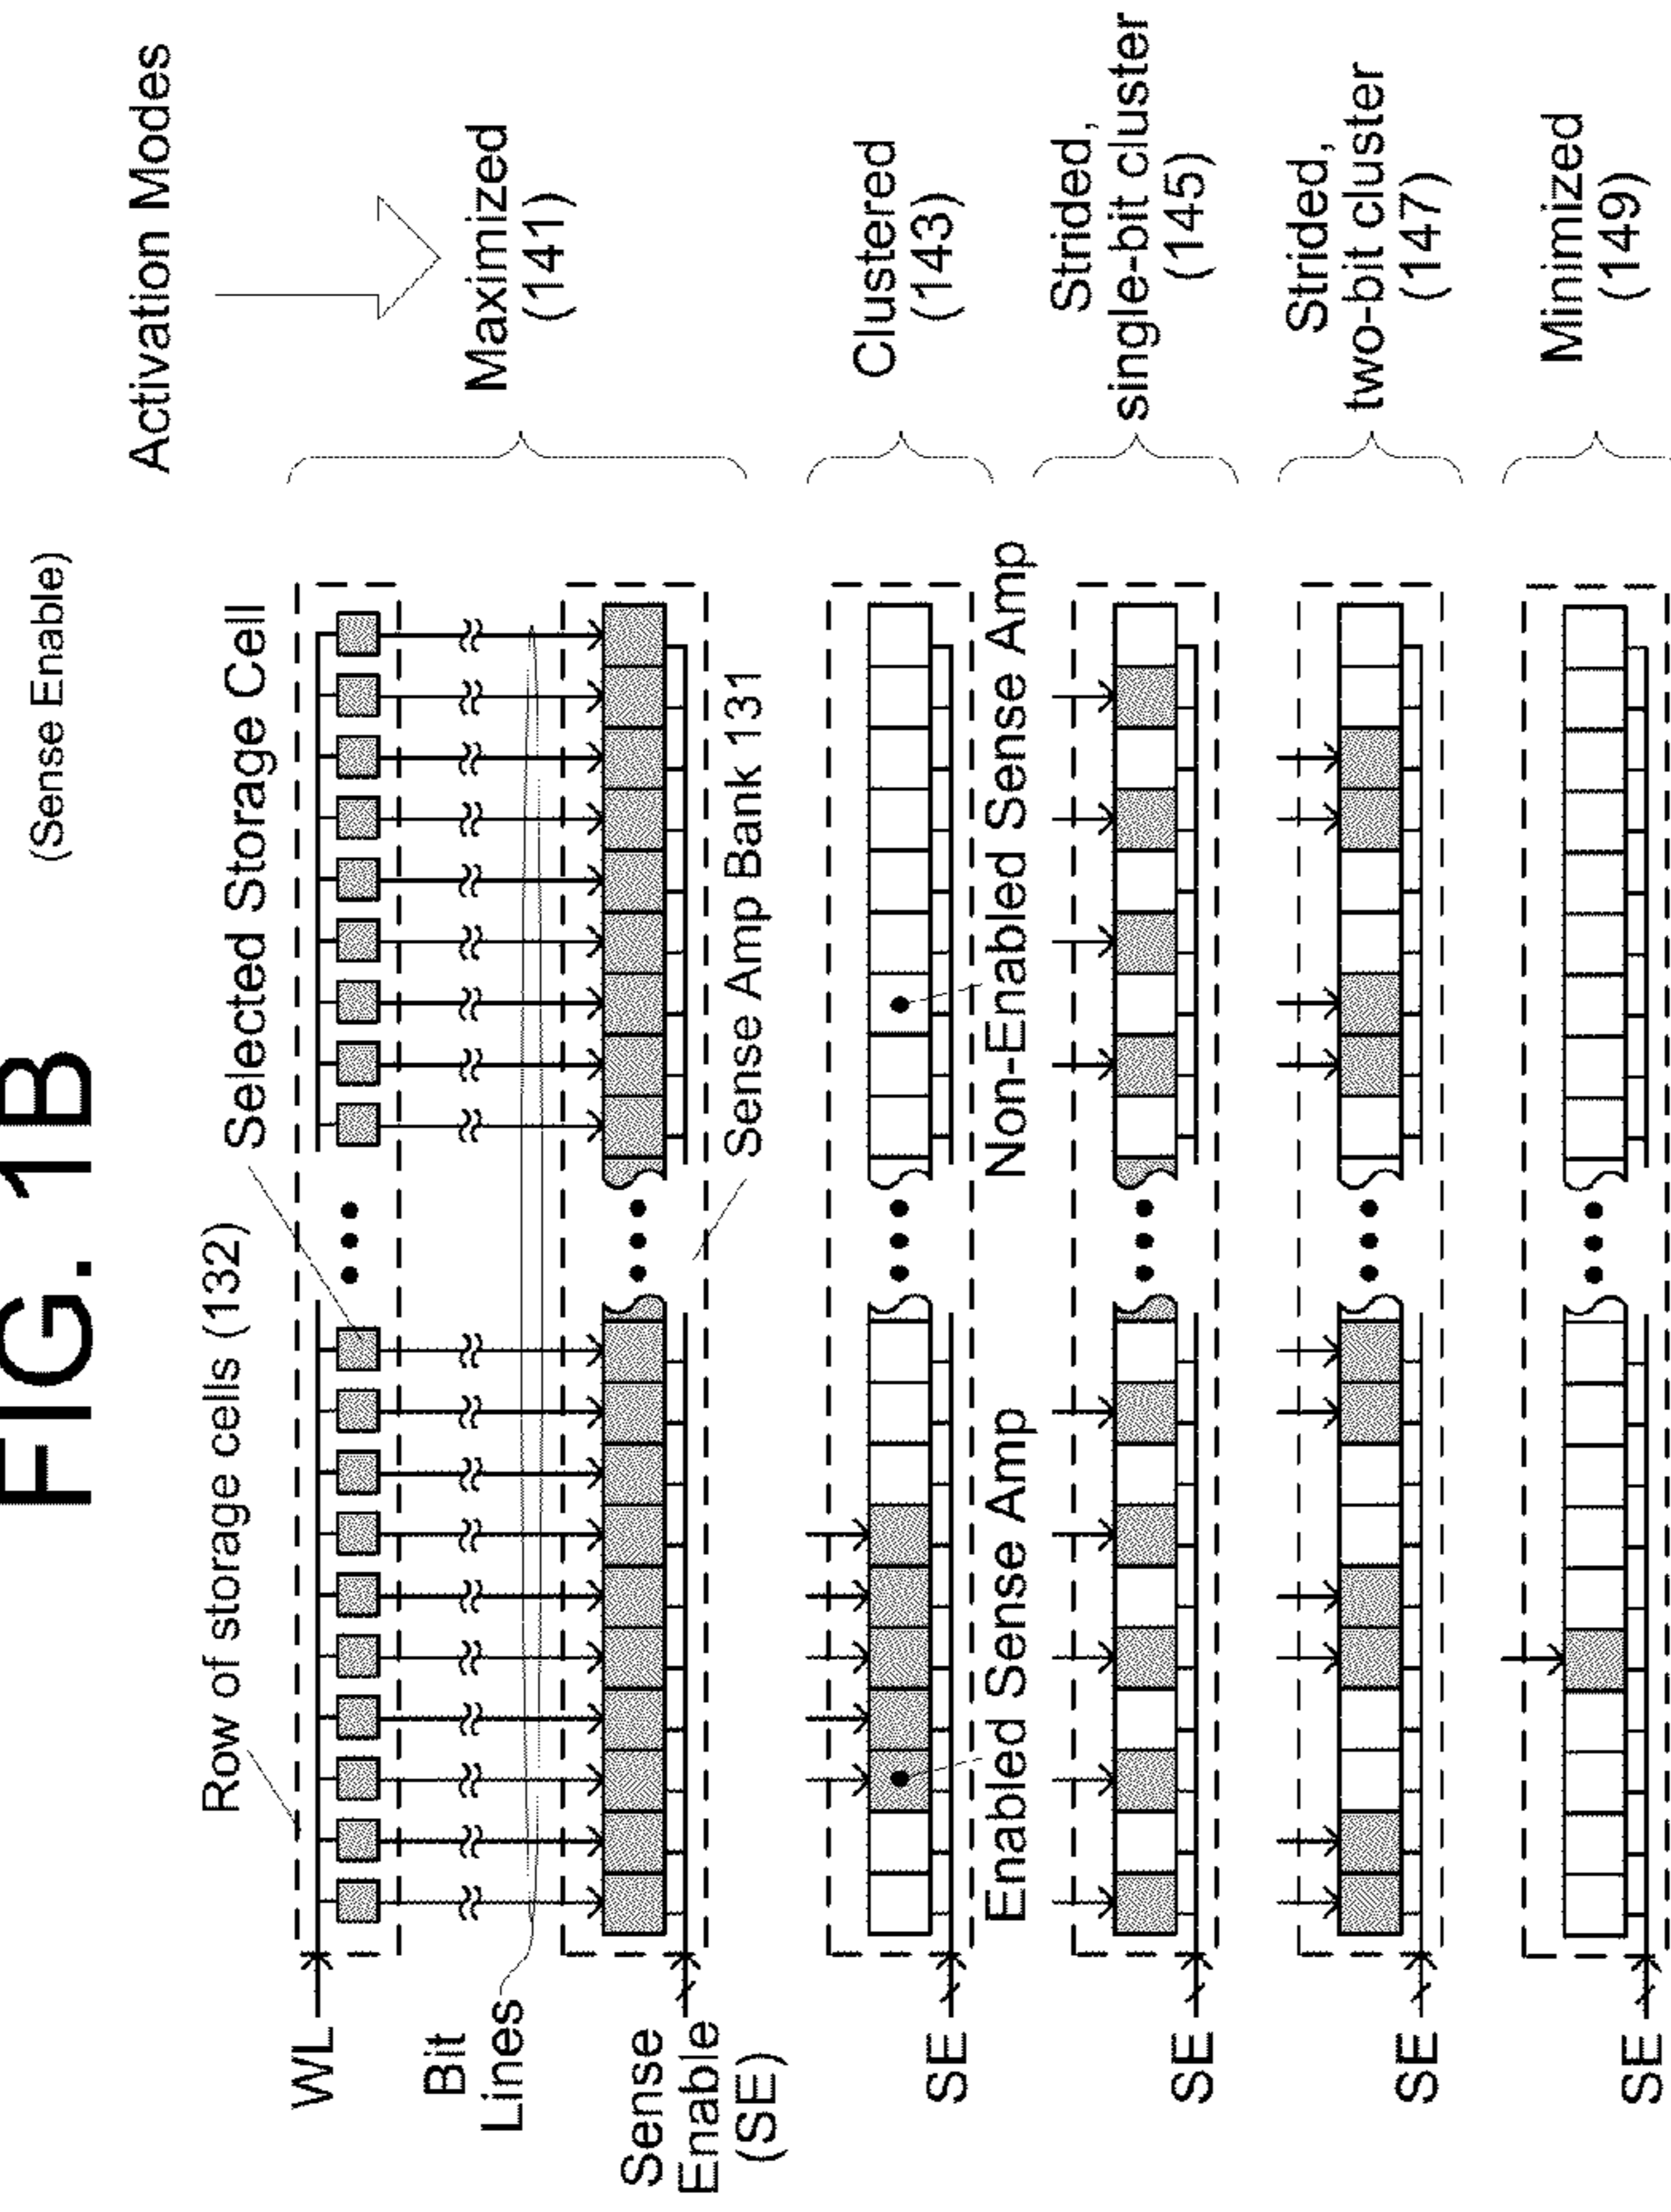 FIG. 1B
(Sense Enable)
Activation Modes
Row of storage cells (132)
Selected Storage Cell
WL
Bit
Lines
Maximized
(141)
Sense
Enable
(SE)
Sense Amp Bank 131
SE
Clustered
(143)
Enabled Sense Amp
Non-Enabled Sense Amp
SE
Strided,
single-bit cluster
(145)
SE
Strided,
two-bit cluster
(147)
SE
Minimized
(149)